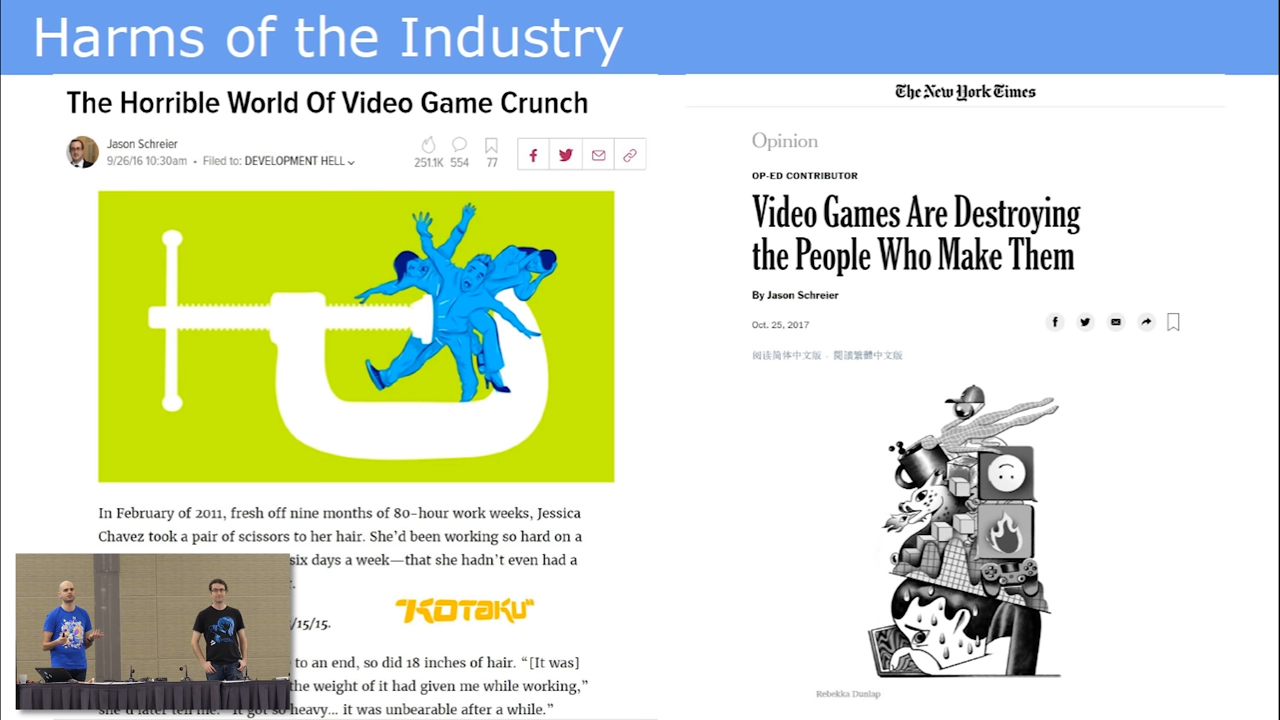 Harms of the Industry
The Horrible World Of Video Game Crunch
Jason Schreier
9/26/16 10:30am • Filed to: DEVELOPMENT HELL
251.1K 554 77
In February of 2011, fresh off nine months of 80-hour work weeks, Jessica
Chavez took a pair of scissors to her hair. She'd been working so hard on a
six days a week—that she hadn't even had a
/15/15.
"KOTAKU"
to an end, so did 18 inches of hair. "[It was]
the weight of it had given me while working,"
she'd later tell me. "It got so heavy... it was unbearable after a while."
The New York Times
Opinion
OP-ED CONTRIBUTOR
Video Games Are Destroying
the People Who Make Them
By Jason Schreier
Oct. 25, 2017
阅读简体中文版 · 閱讀繁體中文版
Rebekka Dunlap